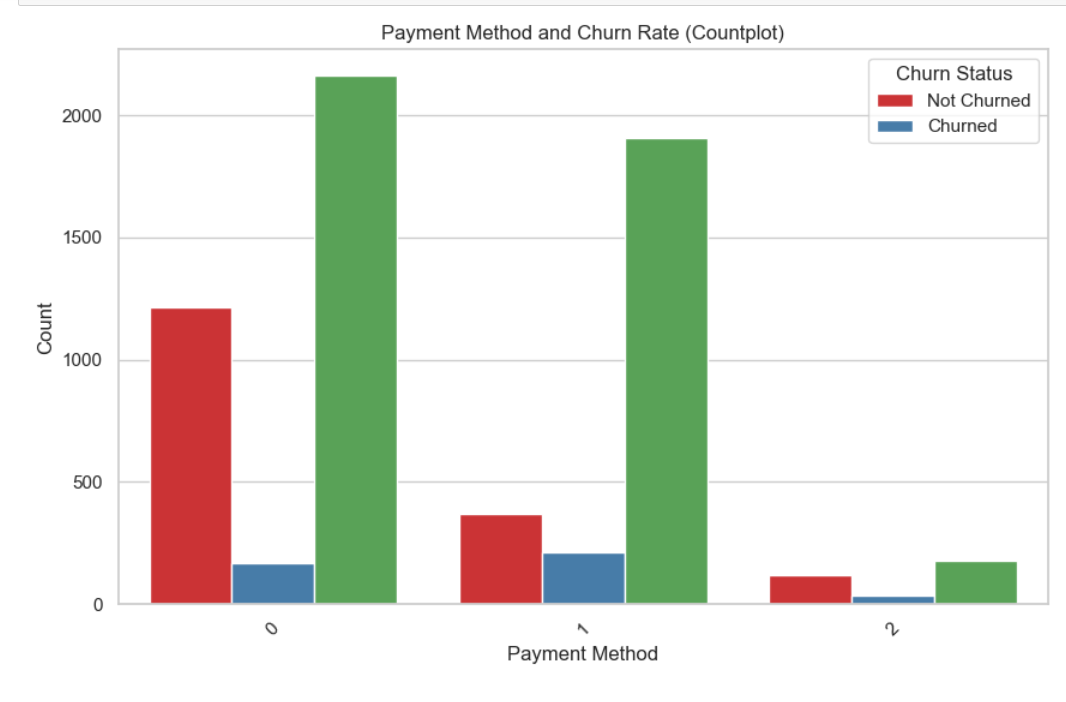 Payment Method and Churn Rate (Countplot)
Churn Status
Not Churned
Churned
2000
1500
1000
500
0
Count
0
1
2
Payment Method